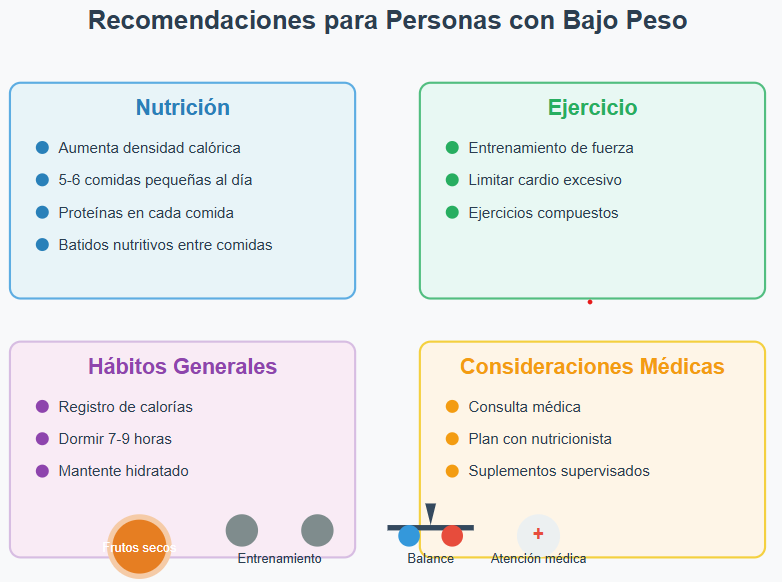 Recomendaciones para Personas con Bajo Peso
Nutrición
Aumenta densidad calórica
5-6 comidas pequeñas al día
Proteínas en cada comida
Batidos nutritivos entre comidas
Ejercicio
Entrenamiento de fuerza
Limitar cardio excesivo
Ejercicios compuestos
Hábitos Generales
Registro de calorías
Dormir 7-9 horas
Mantente hidratado
Consideraciones Médicas
Consulta médica
Plan con nutricionista
Suplementos supervisados
Frutos secos
Entrenamiento
Balance
+
Atención médica